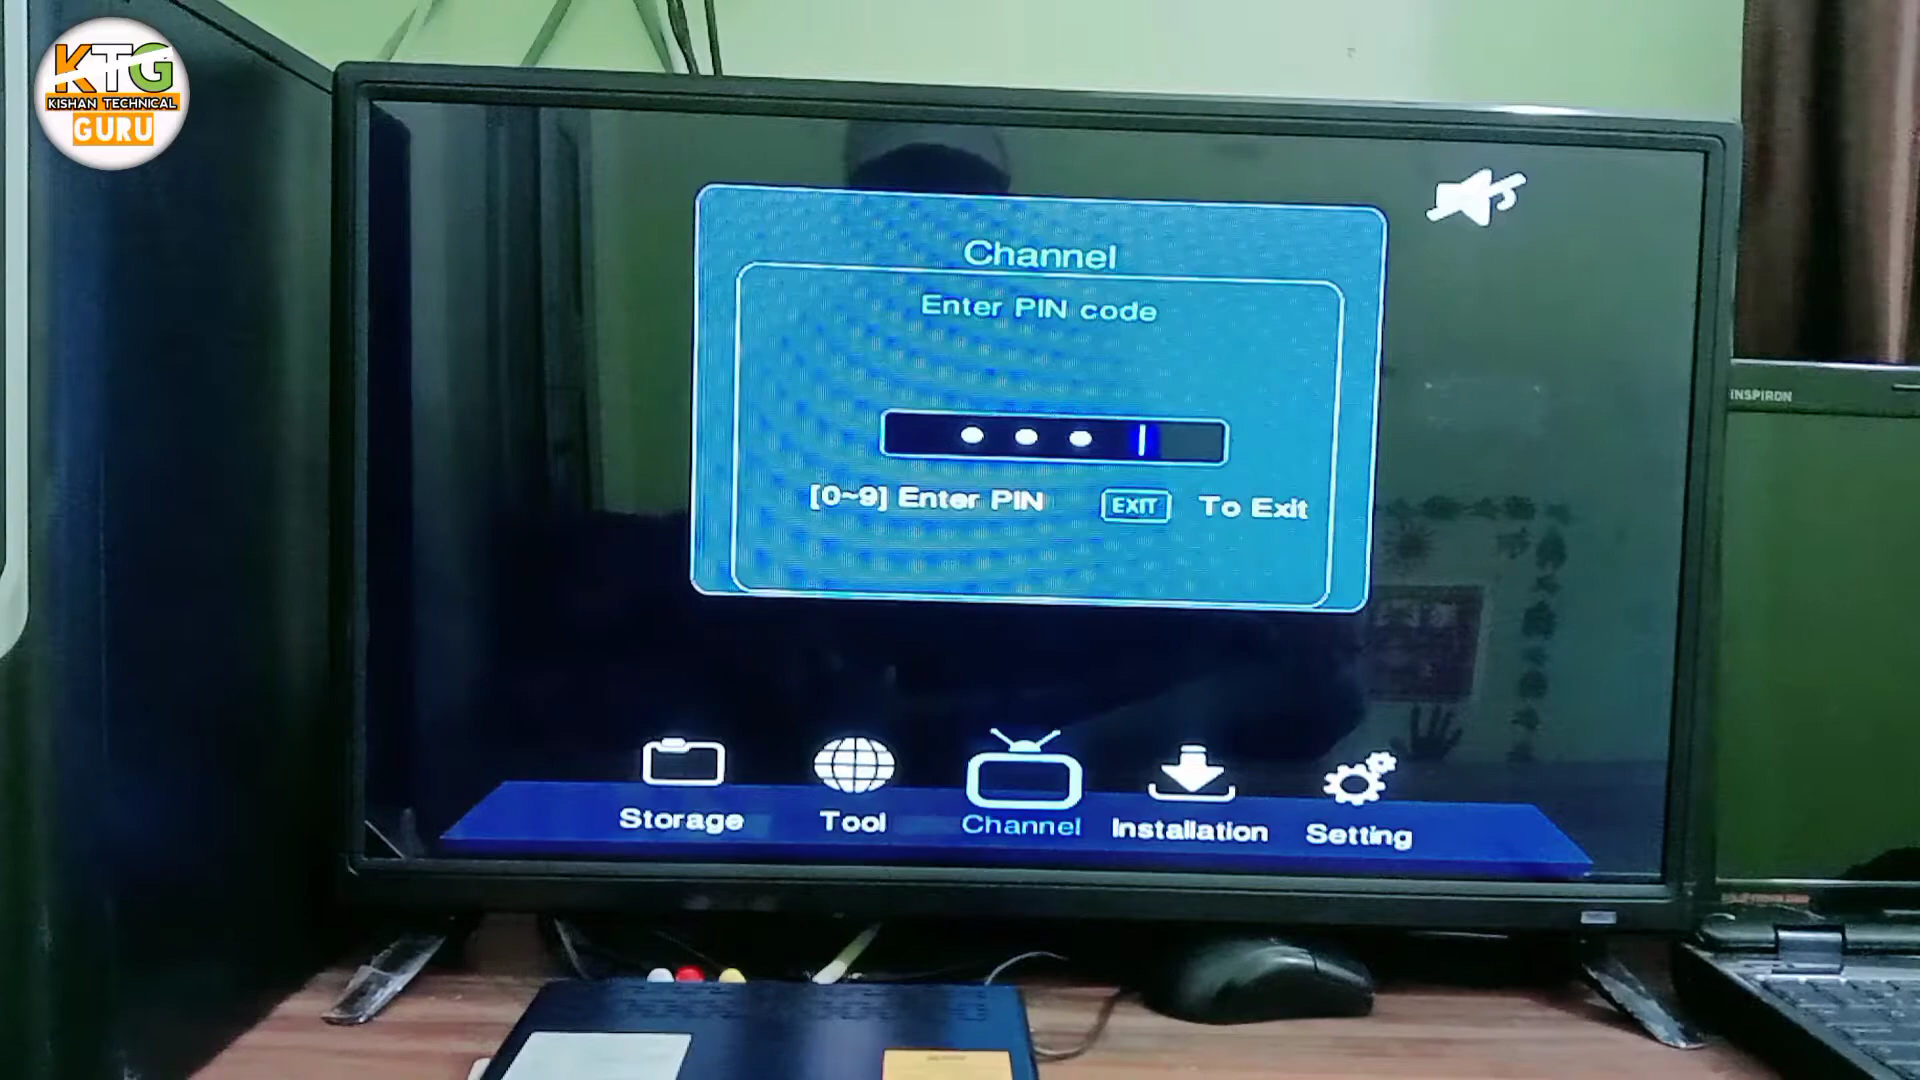 KTG
KISHAN TECHNICAL
GURU
Channel
Enter PIN code
[0~9] Enter PIN
EXIT
To Exit
INSPIRON
Storage
Tool
Channel
Installation
Setting